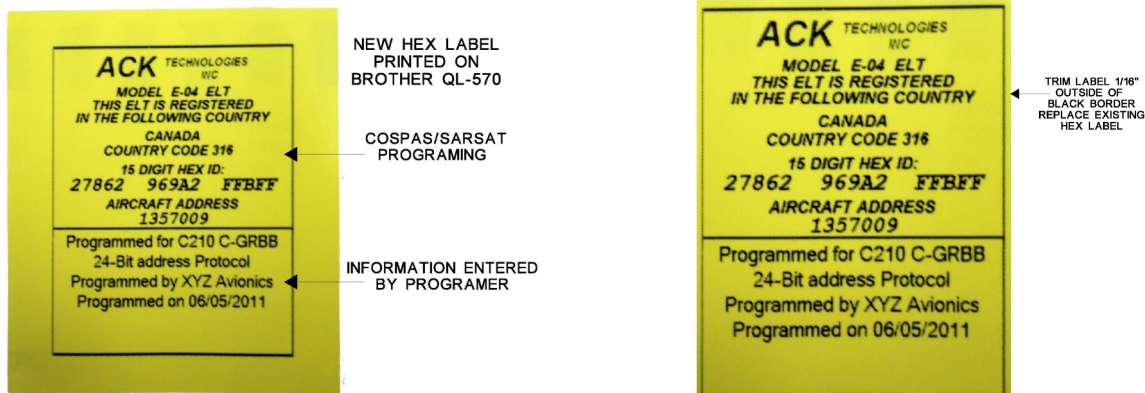 ACK TECHNOLOGIES INC
MODEL E-04 ELT
THIS ELT IS REGISTERED
IN THE FOLLOWING COUNTRY
CANADA
COUNTRY CODE 316
15 DIGIT HEX ID:
27862 969A2 FFBFF
AIRCRAFT ADDRESS
1357009
Programmed for C210 C-GRBB
24-Bit address Protocol
Programmed by XYZ Avionics
Programmed on 06/05/2011
NEW HEX LABEL
PRINTED ON
BROTHER QL-570
COSPAS/SARSAT
PROGRAMING
INFORMATION ENTERED
BY PROGRAMER
ACK TECHNOLOGIES INC
MODEL E-04 ELT
THIS ELT IS REGISTERED
IN THE FOLLOWING COUNTRY
CANADA
COUNTRY CODE 316
15 DIGIT HEX ID:
27862 969A2 FFBFF
AIRCRAFT ADDRESS
1357009
Programmed for C210 C-GRBB
24-Bit address Protocol
Programmed by XYZ Avionics
Programmed on 06/05/2011
TRIM LABEL 1/16"
OUTSIDE OF
BLACK BORDER
REPLACE EXISTING
HEX LABEL